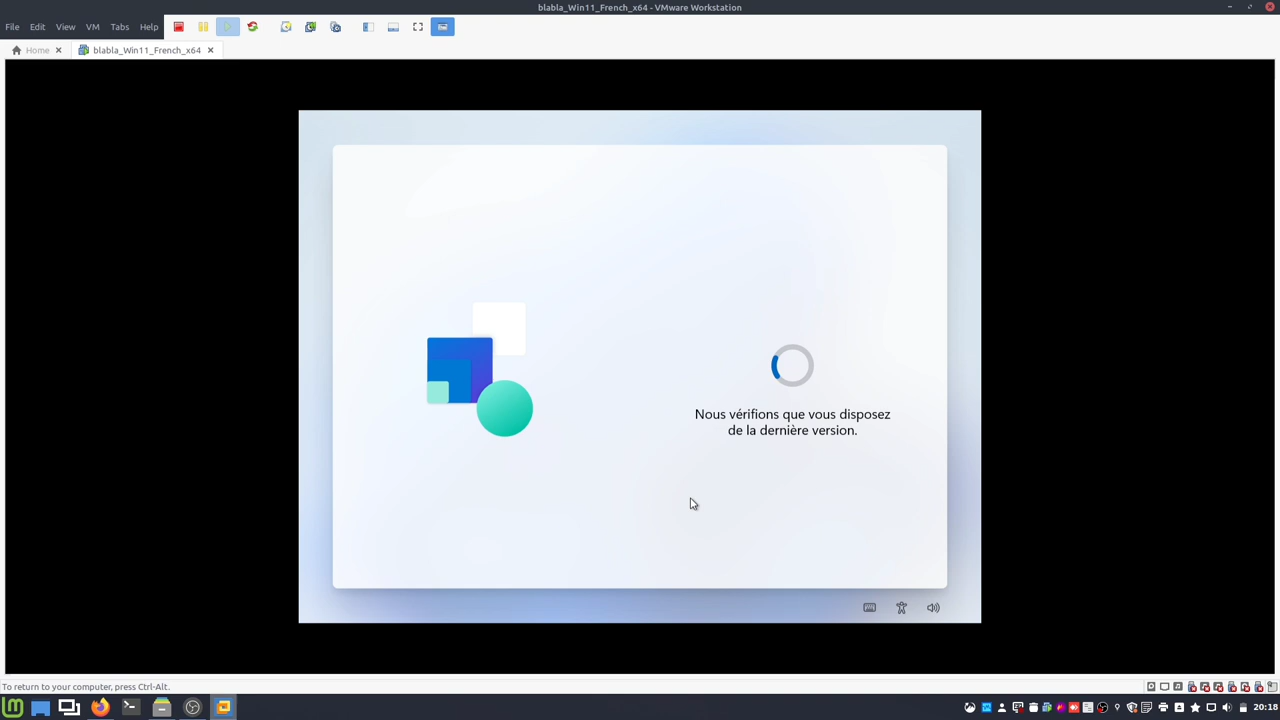 blabla_Win11_French_x64 - VMware Workstation
File Edit View VM Tabs Help
Home blabla_Win11_French_x64
Nous vérifions que vous disposez
de la dernière version.
To return to your computer, press Ctrl-Alt.
20:18